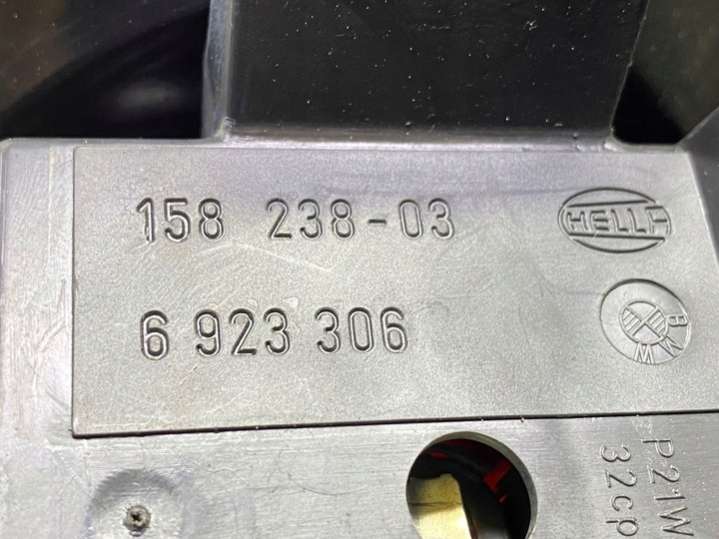 158 238-03
HELLA
6 923 306
BMW
P21W
32cp